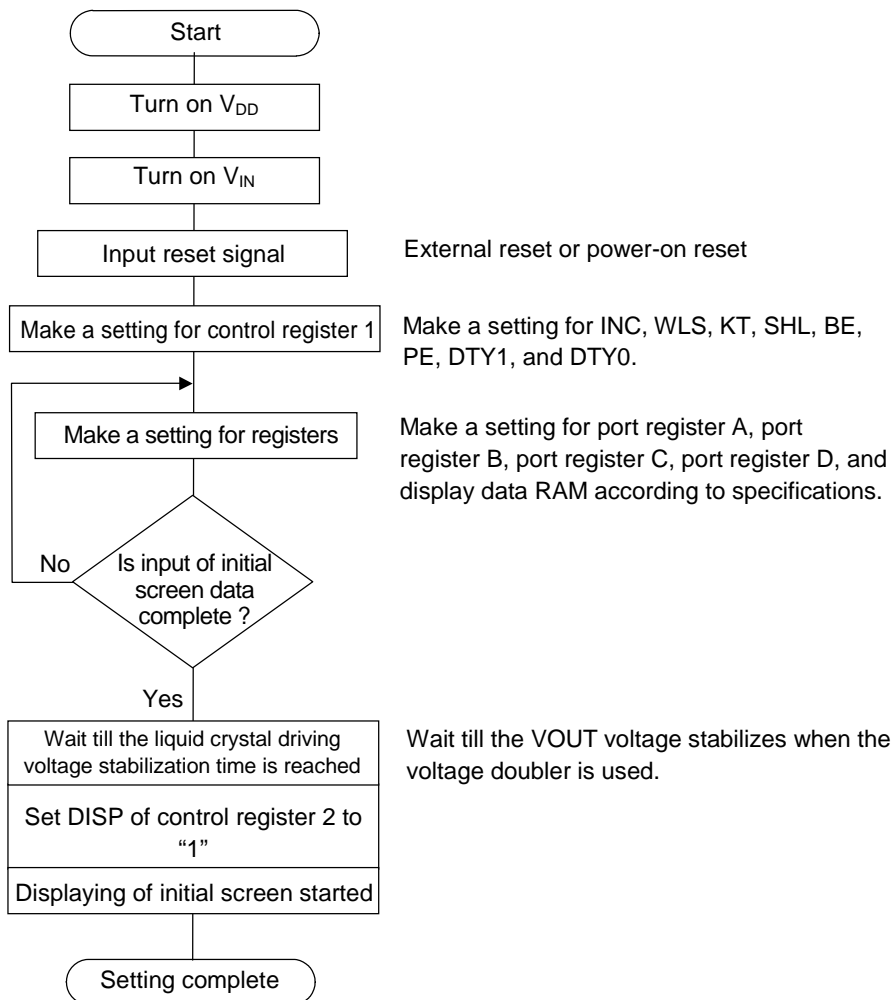 Start
Turn on VDD
Turn on VIN
Input reset signal
External reset or power-on reset
Make a setting for control register 1
Make a setting for INC, WLS, KT, SHL, BE,
PE, DTY1, and DTY0.
Make a setting for registers
Make a setting for port register A, port
register B, port register C, port register D, and
display data RAM according to specifications.
No
Is input of initial
screen data
complete ?
Yes
Wait till the liquid crystal driving
voltage stabilization time is reached
Wait till the VOUT voltage stabilizes when the
voltage doubler is used.
Set DISP of control register 2 to
“1”
Displaying of initial screen started
Setting complete